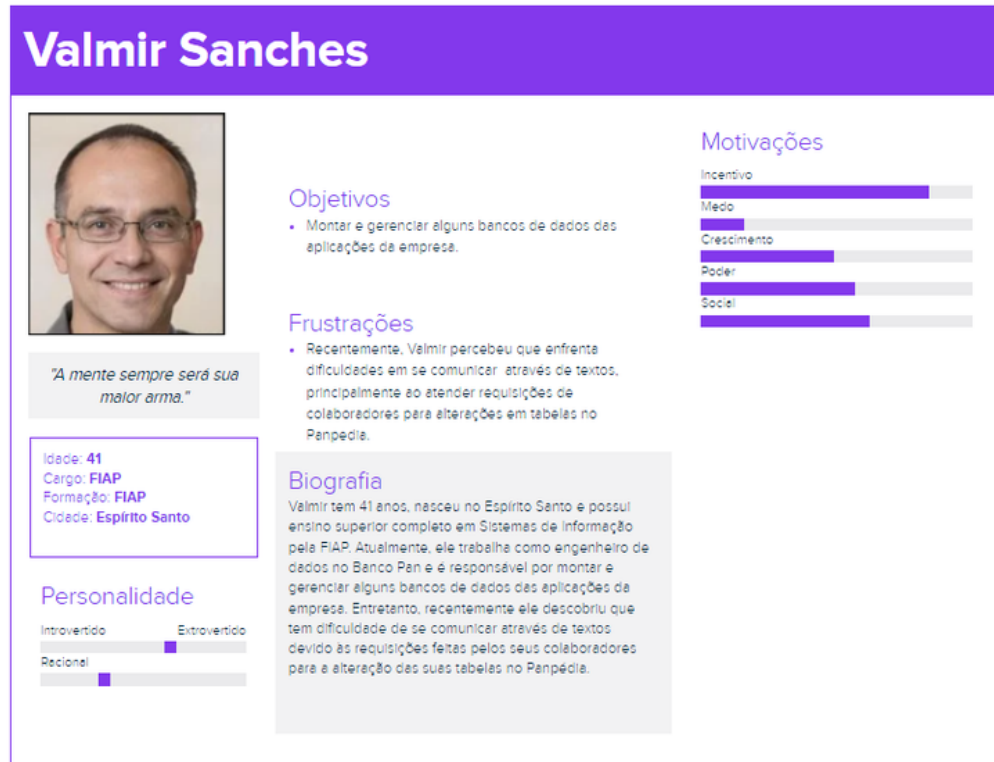 Valmir Sanches
"A mente sempre será sua
maior arma."
Idade: 41
Cargo: FIAP
Formação: FIAP
Cidade: Espírito Santo
Personalidade
Introvertido Extrovertido
Racional
Objetivos
• Montar e gerenciar alguns bancos de dados das
aplicações da empresa.
Frustrações
• Recentemente, Valmir percebeu que enfrenta
dificuldades em se comunicar através de textos,
principalmente ao atender requisições de
colaboradores para alterações em tabelas no
Panpedia.
Biografia
Valmir tem 41 anos, nasceu no Espírito Santo e possui
ensino superior completo em Sistemas de Informação
pela FIAP. Atualmente, ele trabalha como engenheiro de
dados no Banco Pan e é responsável por montar e
gerenciar alguns bancos de dados das aplicações da
empresa. Entretanto, recentemente ele descobriu que
tem dificuldade de se comunicar através de textos
devido às requisições feitas pelos seus colaboradores
para a alteração das suas tabelas no Panpédia.
Motivações
Incentivo
Medo
Crescimento
Poder
Social